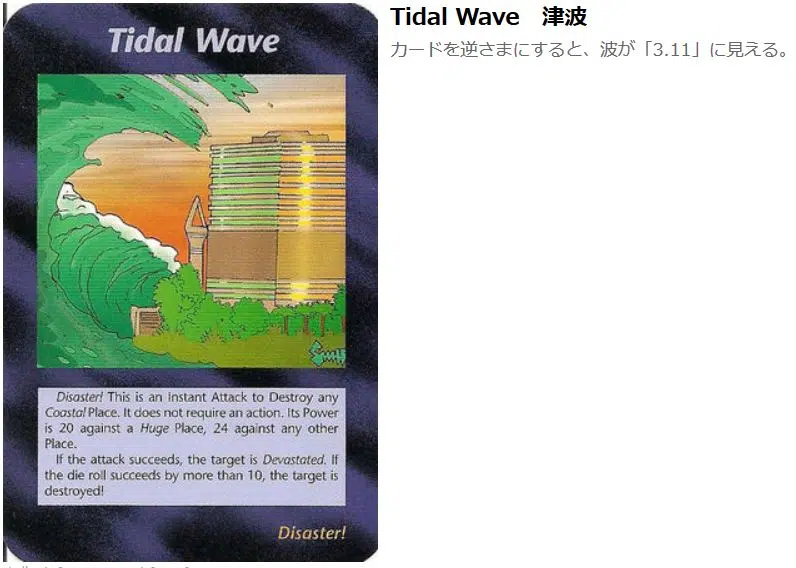 Tidal Wave
Disaster! This is an Instant Attack to Destroy any
Coastal Place. It does not require an action. Its Power
is 20 against a Huge Place, 24 against any other
Place.
If the attack succeeds, the target is Devastated. If
the die roll succeeds by more than 10, the target is
destroyed!
Disaster!
Tidal Wave　津波
カードを逆さまにすると、波が「3.11」に見える。